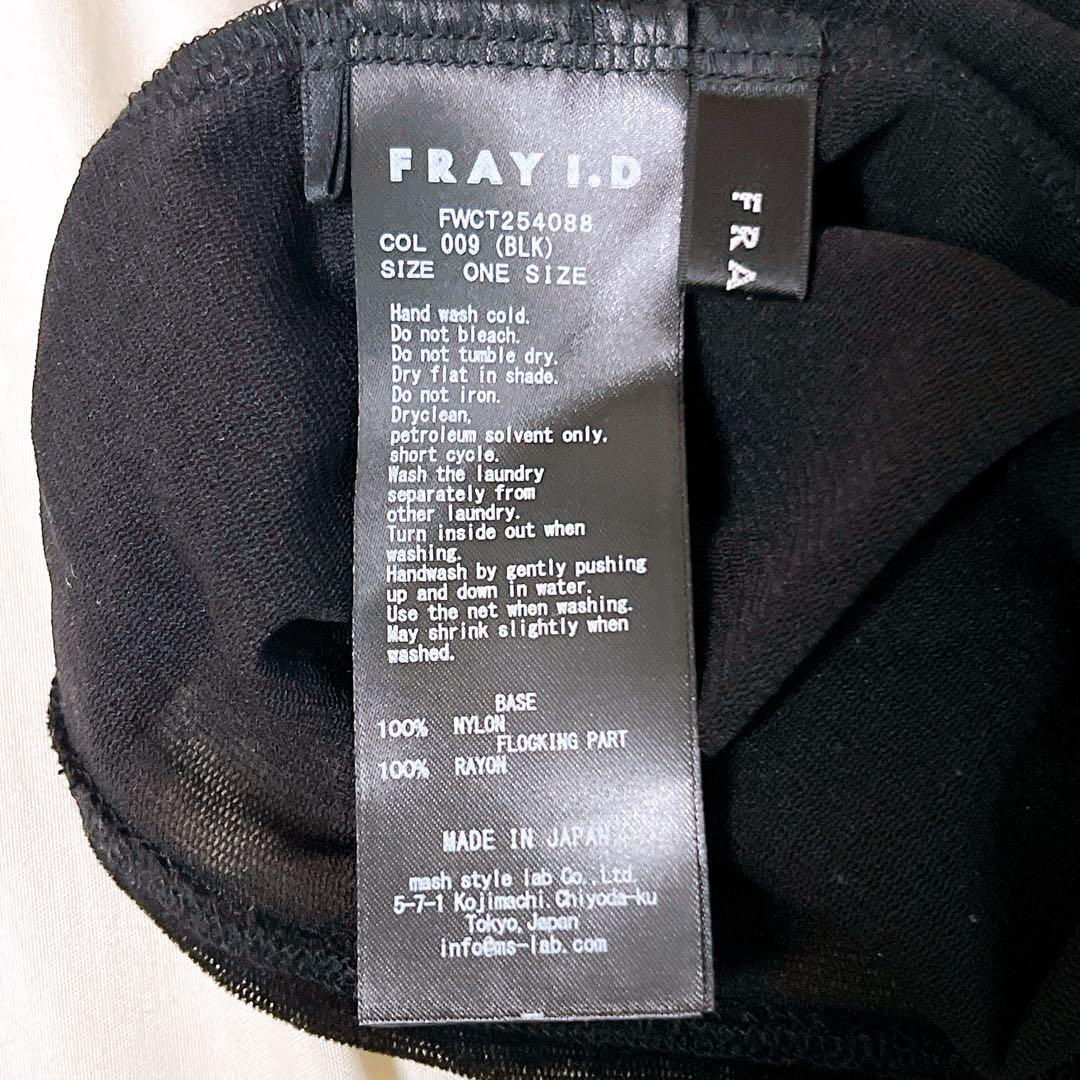 FRAY I.D
FWCT254088
COL 009 (BLK)
SIZE ONE SIZE
Hand wash cold.
Do not bleach.
Do not tumble dry.
Dry flat in shade.
Do not iron.
Dryclean,
petroleum solvent only.
short cycle.
Wash the laundry
separately from
other laundry.
Turn inside out when
washing.
Handwash by gently pushing
up and down in water.
Use the net when washing.
May shrink slightly when
washed.
BASE
100% NYLON
FLOCKING PART
100% RAYON
MADE IN JAPAN
mash style lab Co.,Ltd.
5-7-1 Kojimachi,Chiyoda-ku
Tokyo,Japan
info@ms-lab.com
FRA